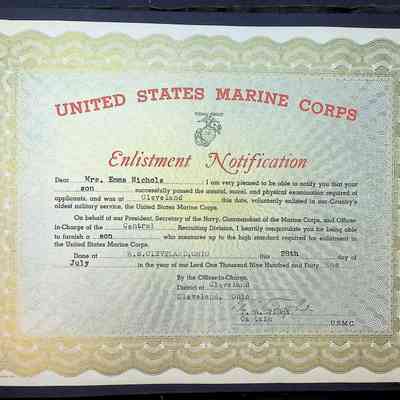 UNITED STATES MARINE CORPS
Enlistment Notification
Dear Mrs. Emma Nichols I am very pleased to be able to notify you that your
son successfully passed the mental, moral, and physical examination required of
applicants, and was at Cleveland this date, voluntarily enlisted in our Country's
oldest military service, the United States Marine Corps.
On behalf of our President, Secretary of the Navy, Commandant of the Marine Corps, and Officer-
in-Charge of the Central Recruiting Division, I heartily congratulate you for being able
to furnish a son who measures up to the high standard required for enlistment in
the United States Marine Corps.
Done at CLEVELAND, OHIO this 28th day of
July in the year of our Lord One Thousand Nine Hundred and Forty
By the Officer-in-Charge.
District of Cleveland
Cleveland, Ohio
Captain U.S.M.C.